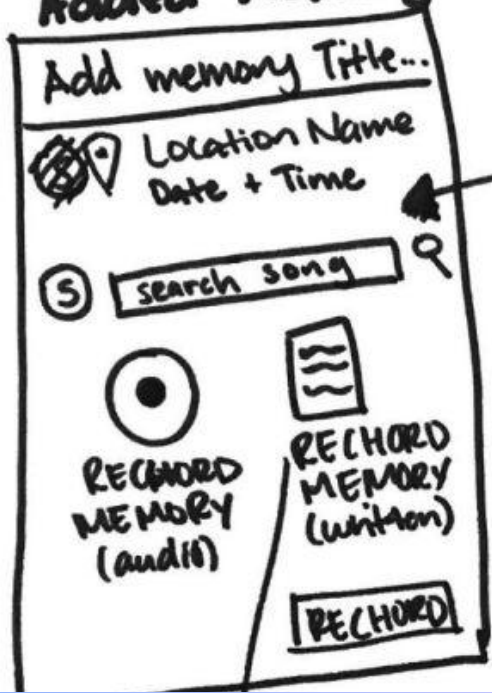 Add memory Title...
Location Name
Date + Time
S search song
RECHORD
MEMORY
(audio)
RECHORD
MEMORY
(written)
RECHORD